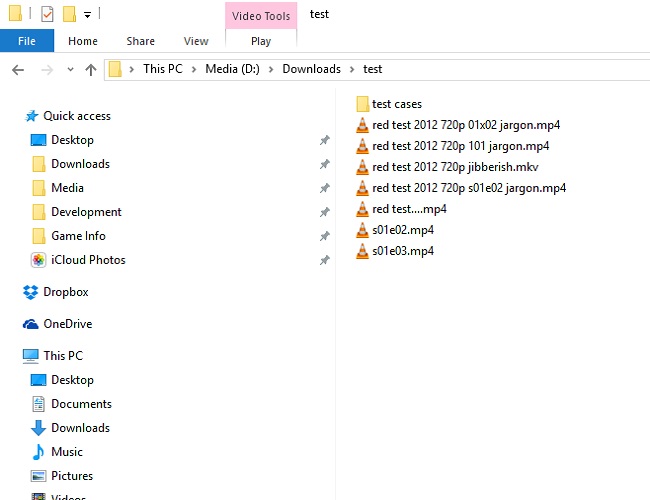 Video Tools test
File Home Share View Play
This PC Media (D:) Downloads test
Quick access
Desktop
Downloads
Media
Development
Game Info
iCloud Photos
Dropbox
OneDrive
This PC
Desktop
Documents
Downloads
Music
Pictures
Videos
test cases
red test 2012 720p 01x02 jargon.mp4
red test 2012 720p 101 jargon.mp4
red test 2012 720p jibberish.mkv
red test 2012 720p s01e02 jargon.mp4
red test....mp4
s01e02.mp4
s01e03.mp4